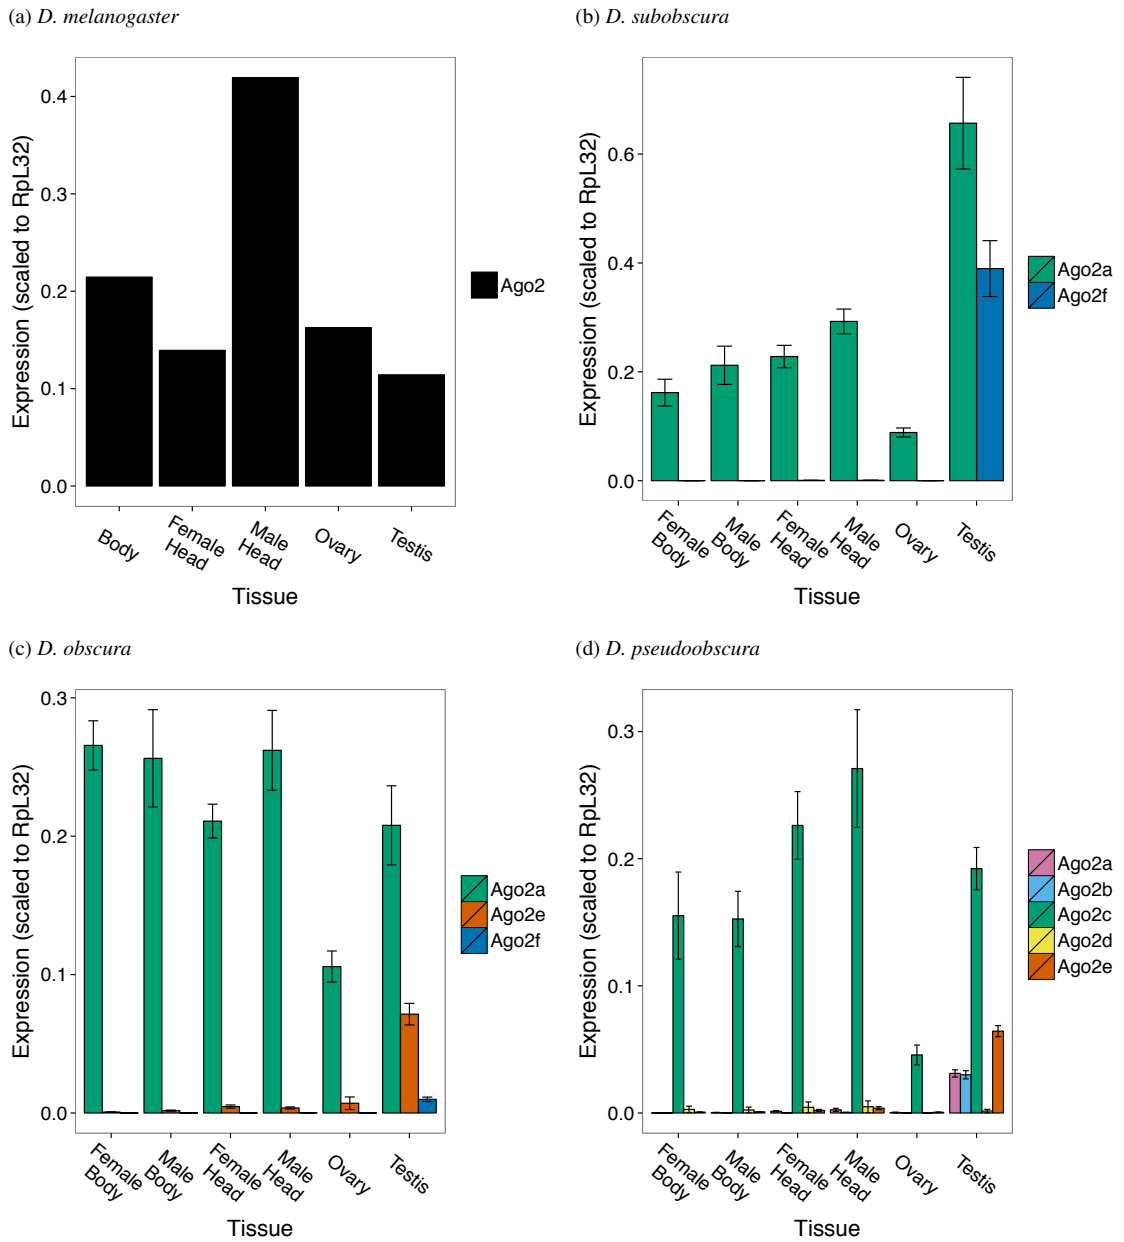 (a) D. melanogaster
Expression (scaled to RpL32)
0.4
0.3
0.2
0.1
0.0
Body
Female
Head
Male
Head
Ovary
Testis
Tissue
Ago2
(b) D. subobscura
Expression (scaled to RpL32)
0.6
0.4
0.2
0.0
Female
Body
Male
Body
Female
Head
Male
Head
Ovary
Testis
Tissue
Ago2a
Ago2f
(c) D. obscura
Expression (scaled to RpL32)
0.3
0.2
0.1
0.0
Female
Body
Male
Body
Female
Head
Male
Head
Ovary
Testis
Tissue
Ago2a
Ago2e
Ago2f
(d) D. pseudoobscura
Expression (scaled to RpL32)
0.3
0.2
0.1
0.0
Female
Body
Male
Body
Female
Head
Male
Head
Ovary
Testis
Tissue
Ago2a
Ago2b
Ago2c
Ago2d
Ago2e